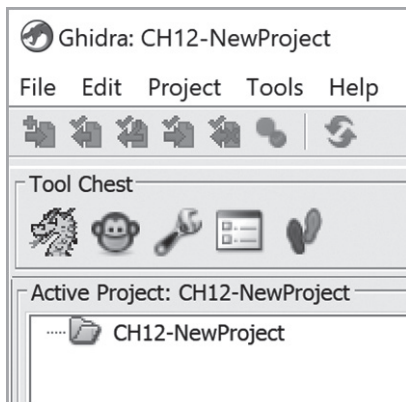 Ghidra: CH12-NewProject
File Edit Project Tools Help
Tool Chest
Active Project: CH12-NewProject
CH12-NewProject